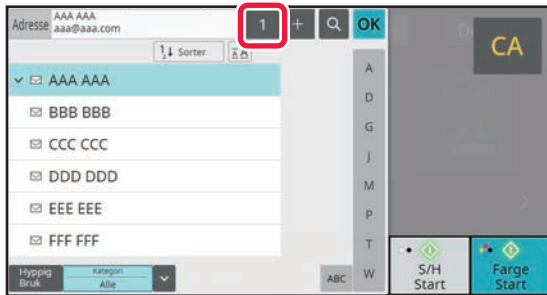 Adresse
AAA AAA
aaa@aaa.com
1
+
OK
CA
Sorter
AAA AAA
BBB BBB
CCC CCC
DDD DDD
EEE EEE
FFF FFF
A
D
G
J
M
P
T
W
Hyppig
Bruk
Kategori
Alle
ABC
S/H
Start
Farge
Start